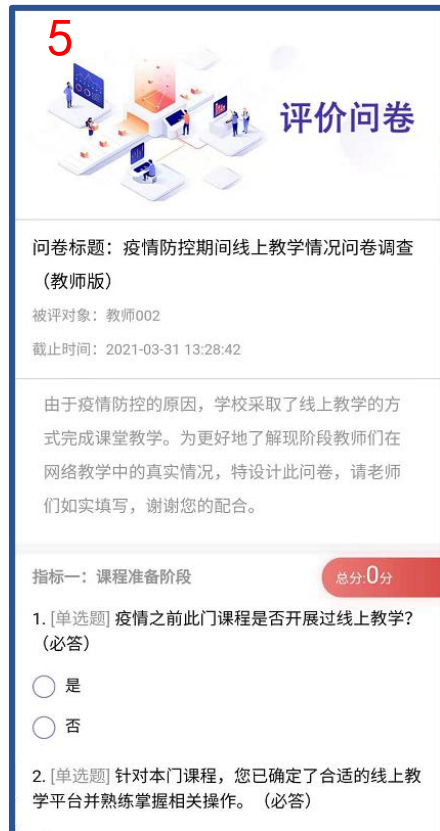 5
评价问卷
问卷标题：疫情防控期间线上教学情况问卷调查
（教师版）
被评对象：教师002
截止时间：2021-03-31 13:28:42
由于疫情防控的原因，学校采取了线上教学的方
式完成课堂教学。为更好地了解现阶段教师们在
网络教学中的真实情况，特设计此问卷，请老师
们如实填写，谢谢您的配合。
指标一：课程准备阶段
总分:0分
1. [单选题] 疫情之前此门课程是否开展过线上教学？
（必答）
是
否
2. [单选题] 针对本门课程，您已确定了合适的线上教
学平台并熟练掌握相关操作。（必答）